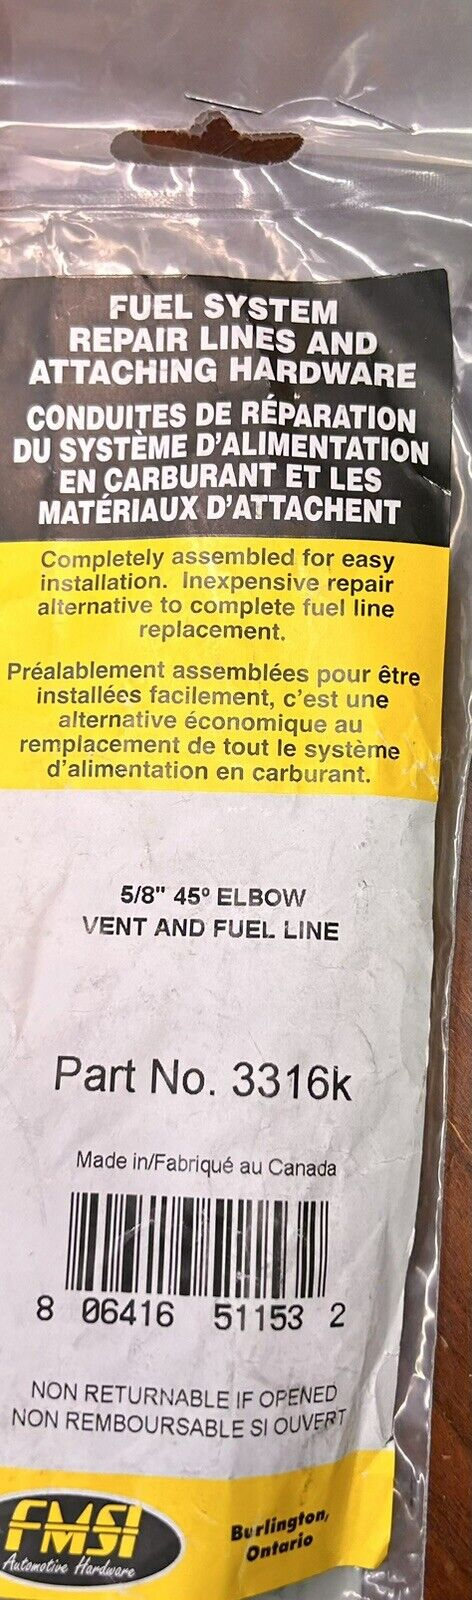 FUEL SYSTEM
REPAIR LINES AND
ATTACHING HARDWARE
CONDUITES DE RÉPARATION
DU SYSTÈME D'ALIMENTATION
EN CARBURANT ET LES
MATÉRIAUX D'ATTACHENT
Completely assembled for easy
installation. Inexpensive repair
alternative to complete fuel line
replacement.
Préalablement assemblées pour être
installées facilement, c'est une
alternative économique au
remplacement de tout le système
d'alimentation en carburant.
5/8" 45º ELBOW
VENT AND FUEL LINE
Part No. 3316k
Made in/Fabriqué au Canada
8 06416 51153 2
NON RETURNABLE IF OPENED
NON REMBOURSABLE SI OUVERT
FMSI
Automotive Hardware
Burlington,
Ontario